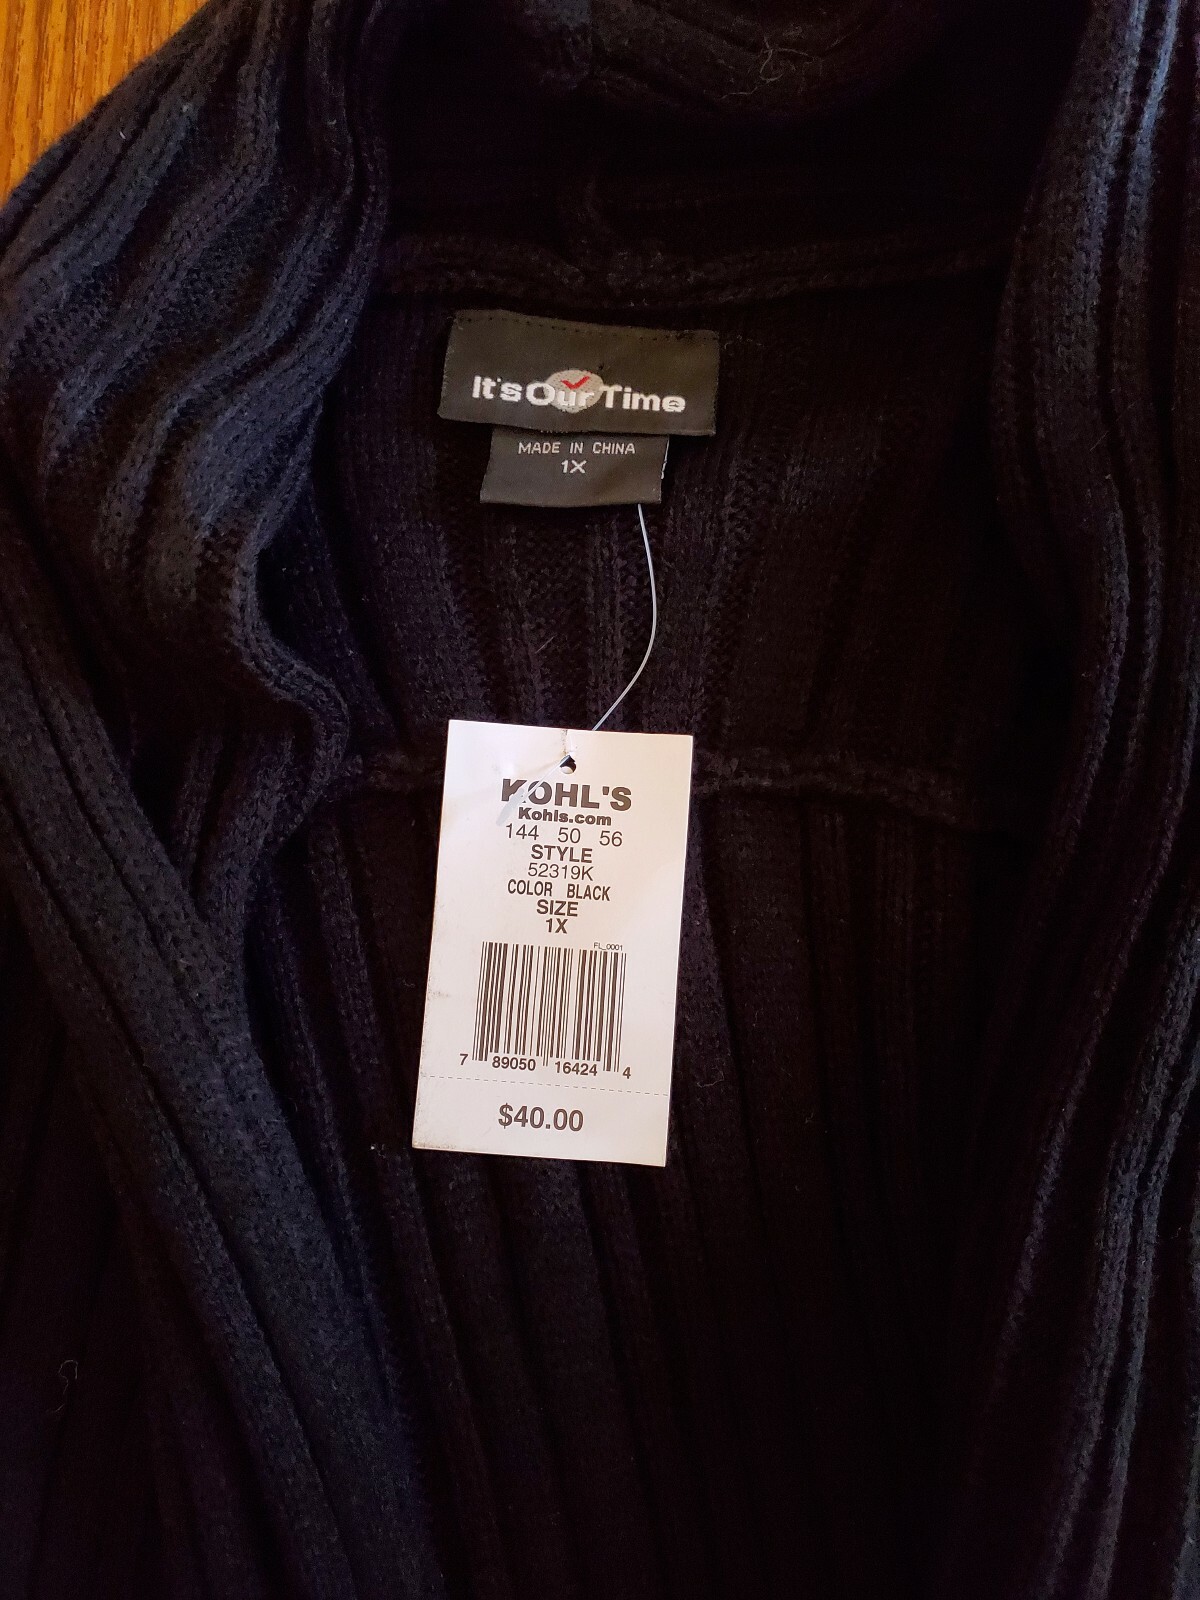 It's Our Time
MADE IN CHINA
1X
KOHL'S
Kohls.com
144 50 56
STYLE
52319K
COLOR BLACK
SIZE
1X
FL_0001
7 89050 16424 4
$40.00